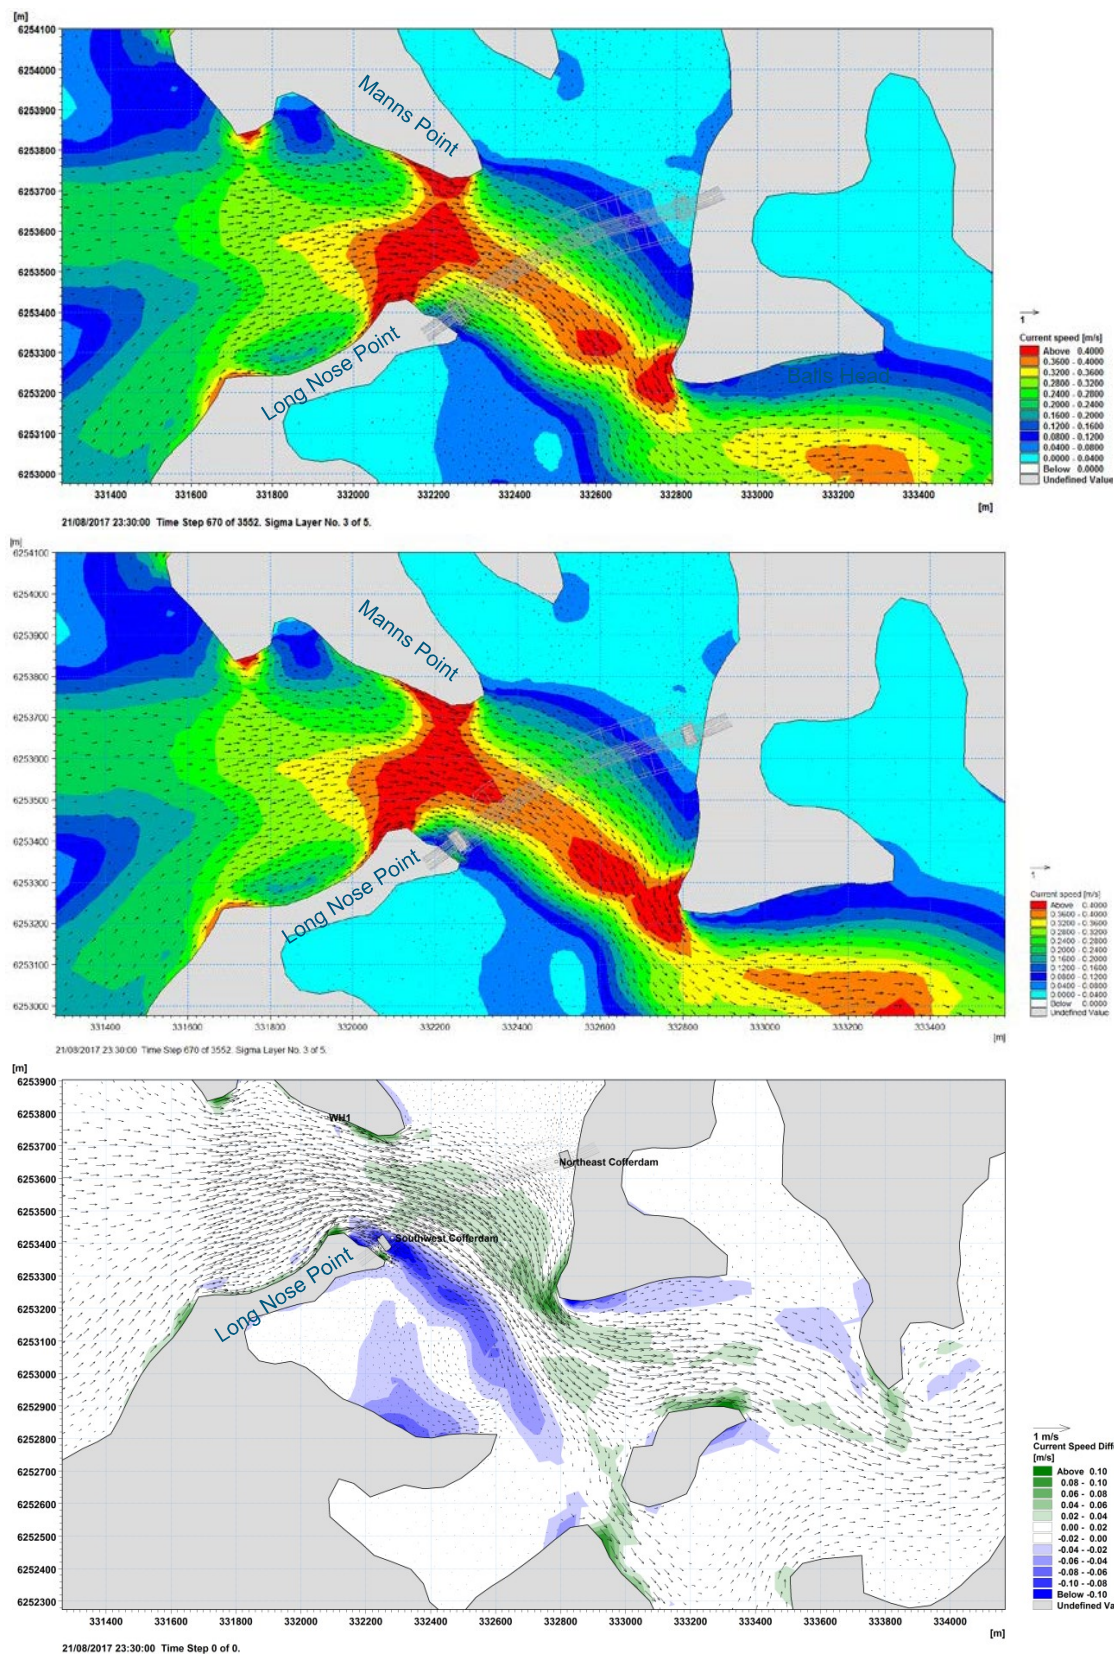 [m]
6254100
6254000
6253900
6253800
6253700
6253600
6253500
6253400
6253300
6253200
6253100
6253000
Manns Point
Long Nose Point
Balls Head
331400 331600 331800 332000 332200 332400 332600 332800 333000 333200 333400
[m]
21/08/2017 23:30:00 Time Step 670 of 3552. Sigma Layer No. 3 of 5.
1
Current speed [m/s]
Above 0.4000
0.3600 - 0.4000
0.3200 - 0.3600
0.2800 - 0.3200
0.2400 - 0.2800
0.2000 - 0.2400
0.1600 - 0.2000
0.1200 - 0.1600
0.0800 - 0.1200
0.0400 - 0.0800
0.0000 - 0.0400
Below 0.0000
Undefined Value
[m]
6254100
6254000
6253900
6253800
6253700
6253600
6253500
6253400
6253300
6253200
6253100
6253000
Manns Point
Long Nose Point
331400 331600 331800 332000 332200 332400 332600 332800 333000 333200 333400
[m]
21/08/2017 23:30:00 Time Step 670 of 3552. Sigma Layer No. 3 of 5.
1
Current speed [m/s]
Above 0.4000
0.3600 - 0.4000
0.3200 - 0.3600
0.2800 - 0.3200
0.2400 - 0.2800
0.2000 - 0.2400
0.1600 - 0.2000
0.1200 - 0.1600
0.0800 - 0.1200
0.0400 - 0.0800
0.0000 - 0.0400
Below 0.0000
Undefined Value
[m]
6253900
6253800
6253700
6253600
6253500
6253400
6253300
6253200
6253100
6253000
6252900
6252800
6252700
6252600
6252500
6252400
6252300
WH1
Northeast Cofferdam
Southwest Cofferdam
Long Nose Point
331400 331600 331800 332000 332200 332400 332600 332800 333000 333200 333400 333600 333800 334000
[m]
21/08/2017 23:30:00 Time Step 0 of 0.
1 m/s
Current Speed Diffe
[m/s]
Above 0.10
0.08 - 0.10
0.06 - 0.08
0.04 - 0.06
0.02 - 0.04
0.00 - 0.02
-0.02 - 0.00
-0.04 - -0.02
-0.06 - -0.04
-0.08 - -0.06
-0.10 - -0.08
Below -0.10
Undefined Va